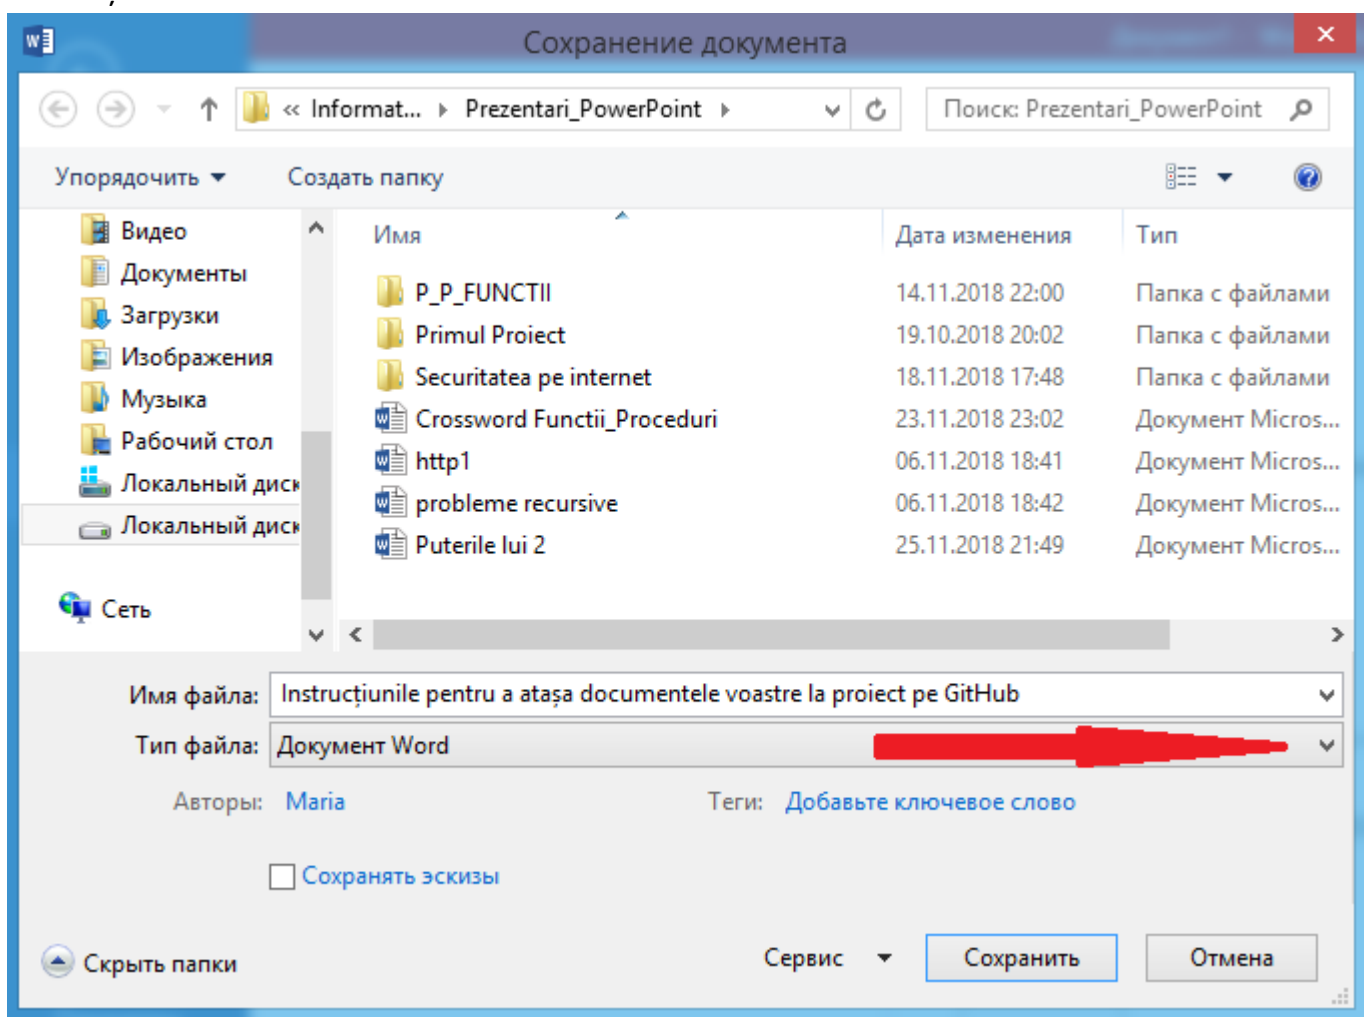 Сохранение документа
« Informat... Prezentari_PowerPoint
Поиск: Prezentari_PowerPoint
Упорядочить Создать папку
Видео
Документы
Загрузки
Изображения
Музыка
Рабочий стол
Локальный диск
Локальный диск
Сеть
Имя Дата изменения Тип
P_P_FUNCTII 14.11.2018 22:00 Папка с файлами
Primul Proiect 19.10.2018 20:02 Папка с файлами
Securitatea pe internet 18.11.2018 17:48 Папка с файлами
Crossword Functii_Proceduri 23.11.2018 23:02 Документ Micros...
http1 06.11.2018 18:41 Документ Micros...
probleme recursive 06.11.2018 18:42 Документ Micros...
Puterile lui 2 25.11.2018 21:49 Документ Micros...
Имя файла: Instrucțiunile pentru a atașa documentele voastre la proiect pe GitHub
Тип файла: Документ Word
Авторы: Maria Теги: Добавьте ключевое слово
Сохранять эскизы
Скрыть папки Сервис Сохранить Отмена